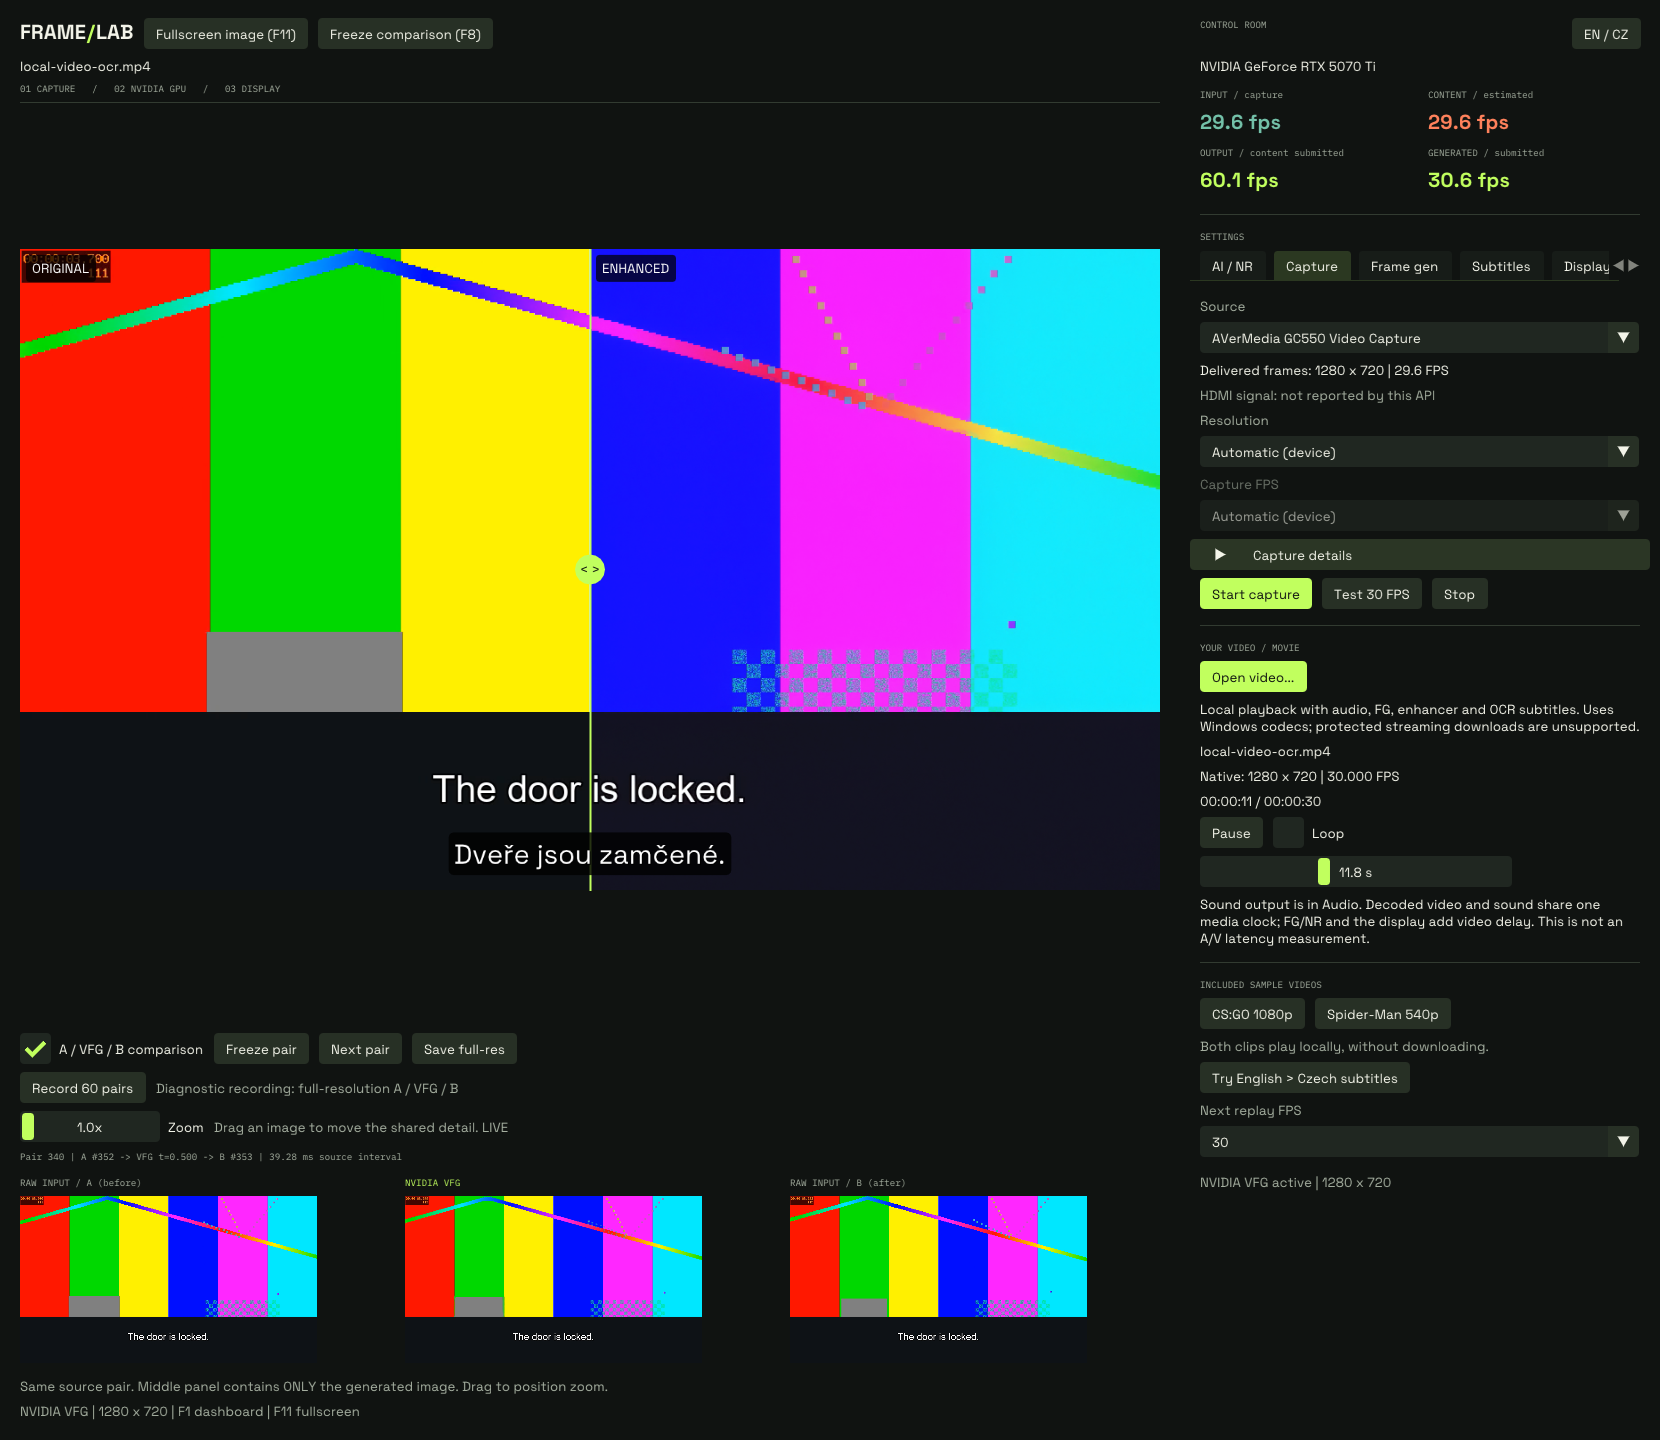 FRAME/LAB
Fullscreen image (F11)
Freeze comparison (F8)
local-video-ocr.mp4
01 CAPTURE / 02 NVIDIA GPU / 03 DISPLAY
ORIGINAL
ENHANCED
The door is locked.
Dveře jsou zamčené.
A / VFG / B comparison
Freeze pair
Next pair
Save full-res
Record 60 pairs
Diagnostic recording: full-resolution A / VFG / B
1.0x
Zoom
Drag an image to move the shared detail. LIVE
Pair 340 | A #352 -> VFG t=0.500 -> B #353 | 39.28 ms source interval
RAW INPUT / A (before)
NVIDIA VFG
RAW INPUT / B (after)
The door is locked.
The door is locked.
The door is locked.
Same source pair. Middle panel contains ONLY the generated image. Drag to position zoom.
NVIDIA VFG | 1280 x 720 | F1 dashboard | F11 fullscreen
CONTROL ROOM
EN / CZ
NVIDIA GeForce RTX 5070 Ti
INPUT / capture
CONTENT / estimated
29.6 fps
29.6 fps
OUTPUT / content submitted
GENERATED / submitted
60.1 fps
30.6 fps
SETTINGS
AI / NR
Capture
Frame gen
Subtitles
Display
Source
AVerMedia GC550 Video Capture
Delivered frames: 1280 x 720 | 29.6 FPS
HDMI signal: not reported by this API
Resolution
Automatic (device)
Capture FPS
Automatic (device)
Capture details
Start capture
Test 30 FPS
Stop
YOUR VIDEO / MOVIE
Open video...
Local playback with audio, FG, enhancer and OCR subtitles. Uses
Windows codecs; protected streaming downloads are unsupported.
local-video-ocr.mp4
Native: 1280 x 720 | 30.000 FPS
00:00:11 / 00:00:30
Pause
Loop
11.8 s
Sound output is in Audio. Decoded video and sound share one
media clock; FG/NR and the display add video delay. This is not an
A/V latency measurement.
INCLUDED SAMPLE VIDEOS
CS:GO 1080p
Spider-Man 540p
Both clips play locally, without downloading.
Try English > Czech subtitles
Next replay FPS
30
NVIDIA VFG active | 1280 x 720